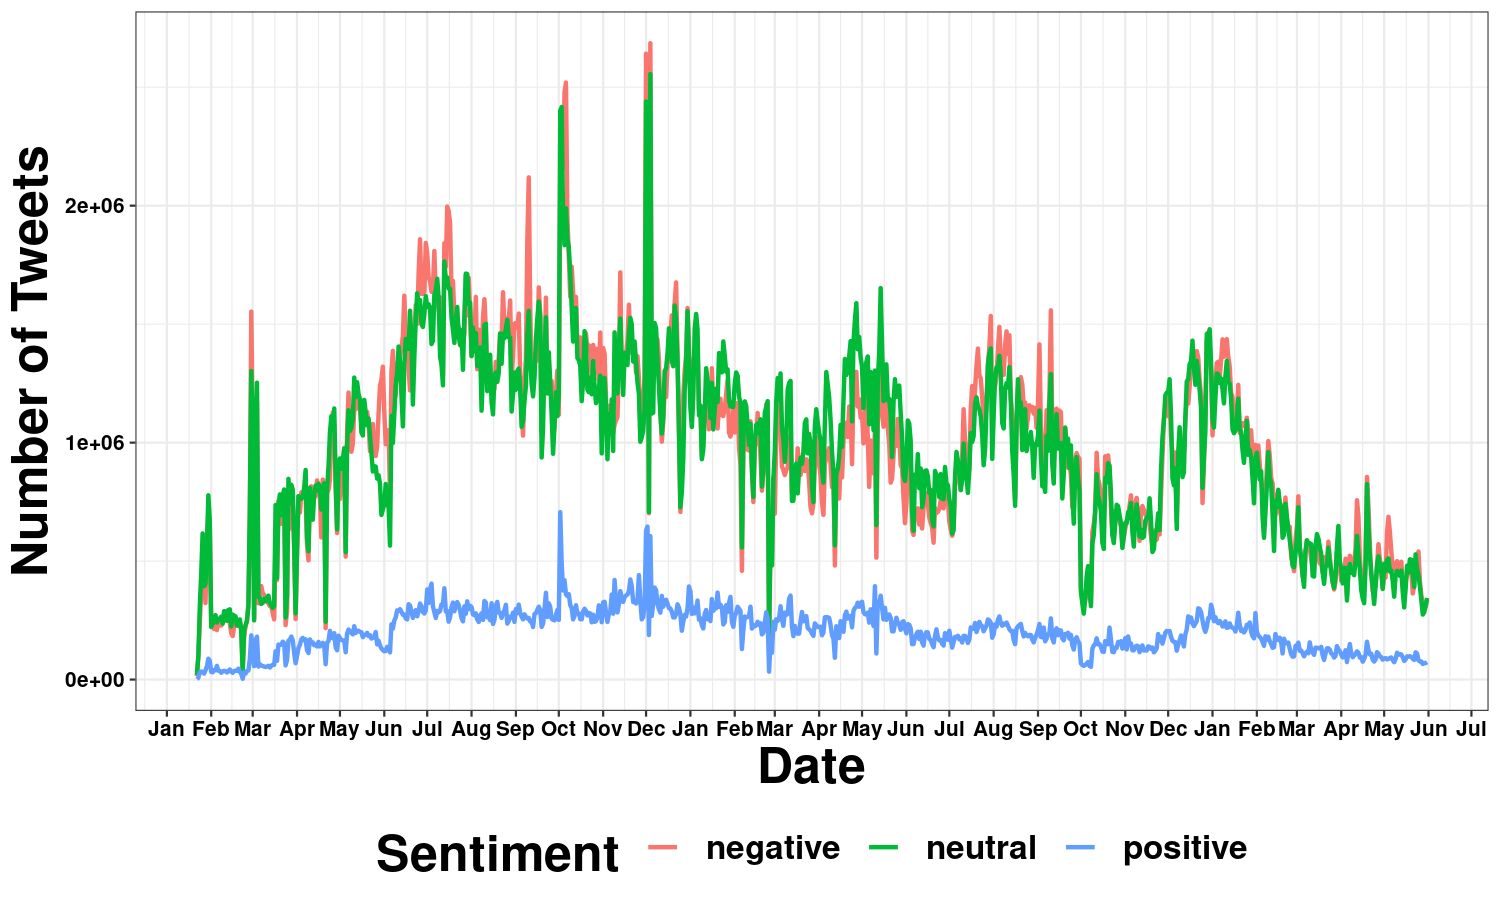 Number of Tweets
2e+06
1e+06
0e+00
Jan Feb Mar Apr May Jun Jul Aug Sep Oct Nov Dec Jan Feb Mar Apr May Jun Jul Aug Sep Oct Nov Dec Jan Feb Mar Apr May Jun Jul
Date
Sentiment negative neutral positive